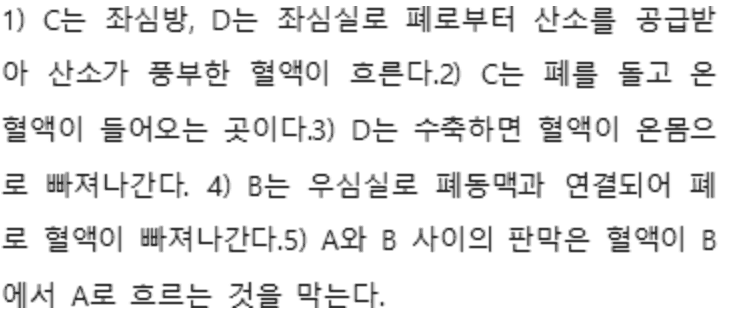 1) C는 좌심방, D는 좌심실로 폐로부터 산소를 공급받
아 산소가 풍부한 혈액이 흐른다.2) C는 폐를 돌고 온
혈액이 들어오는 곳이다.3) D는 수축하면 혈액이 온몸으
로 빠져나간다. 4) B는 우심실로 폐동맥과 연결되어 폐
로 혈액이 빠져나간다.5) A와 B 사이의 판막은 혈액이 B
에서 A로 흐르는 것을 막는다.